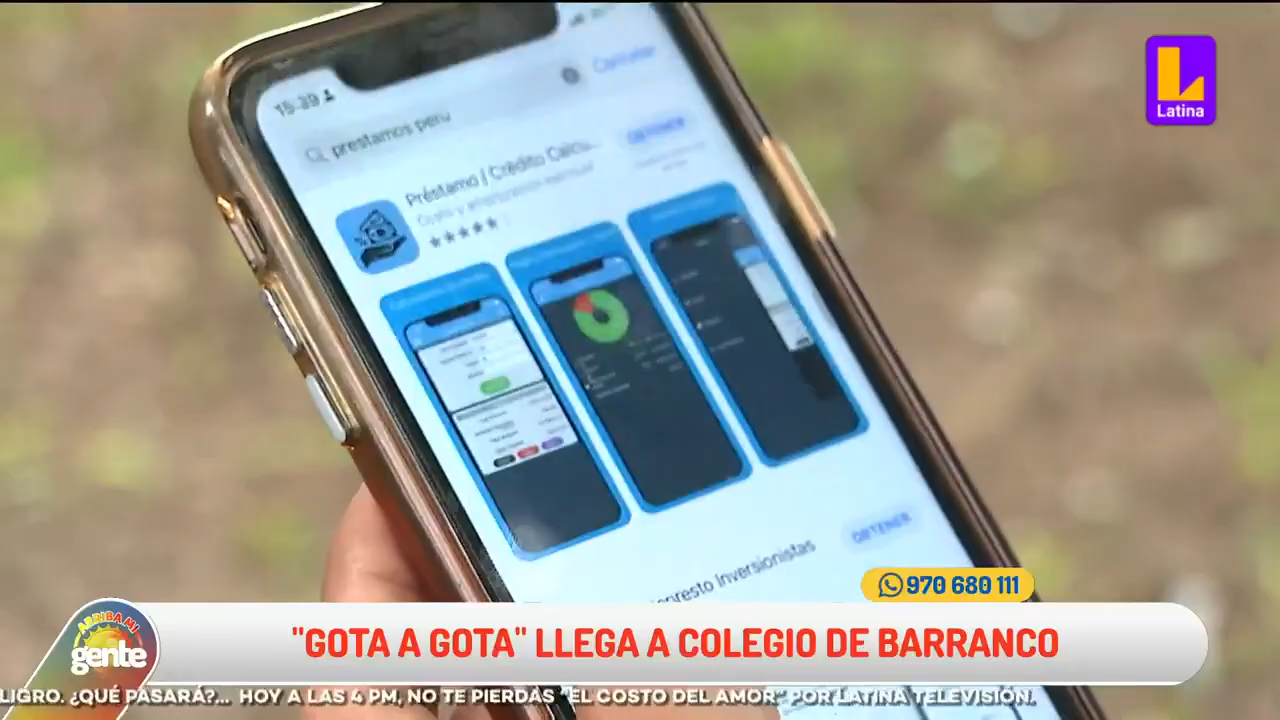 Latina
15:39
Cancelar
prestamos peru
Préstamo | Crédito Calcu...
OBTENER
OBTENER
Inversionistas
970 680 111
ARRIBA MI
gente
"GOTA A GOTA" LLEGA A COLEGIO DE BARRANCO
LIGRO. ¿QUÉ PASARÁ?... HOY A LAS 4 PM, NO TE PIERDAS "EL COSTO DEL AMOR" POR LATINA TELEVISIÓN.